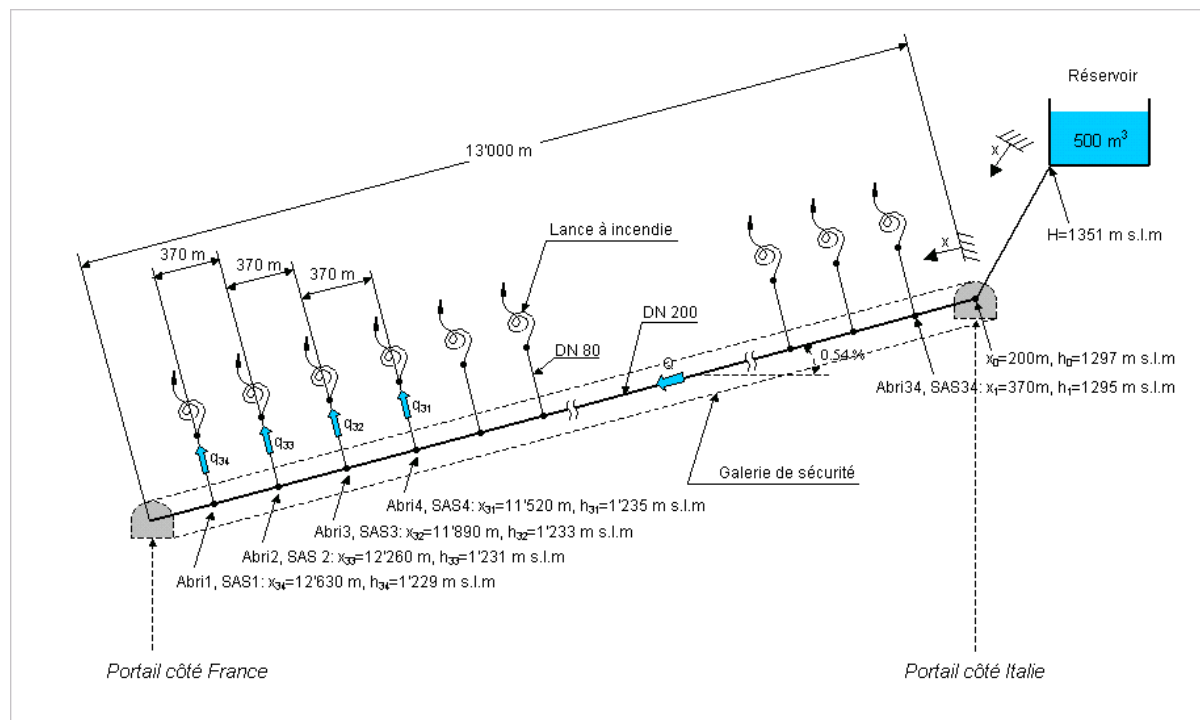 Réservoir
500 m³
x
H=1351 m s.l.m
13'000 m
Lance à incendie
370 m
370 m
370 m
x
DN 200
DN 80
Q
0.54 %
x₀=200m, h₀=1297 m s.l.m
Abri34, SAS34: x₁=370m, h₁=1295 m s.l.m
q₃₁
q₃₂
q₃₃
q₃₄
Galerie de sécurité
Abri4, SAS4: x₃₁=11'520 m, h₃₁=1'235 m s.l.m
Abri3, SAS3: x₃₂=11'890 m, h₃₂=1'233 m s.l.m
Abri2, SAS 2: x₃₃=12'260 m, h₃₃=1'231 m s.l.m
Abri1, SAS1: x₃₄=12'630 m, h₃₄=1'229 m s.l.m
Portail côté France
Portail côté Italie